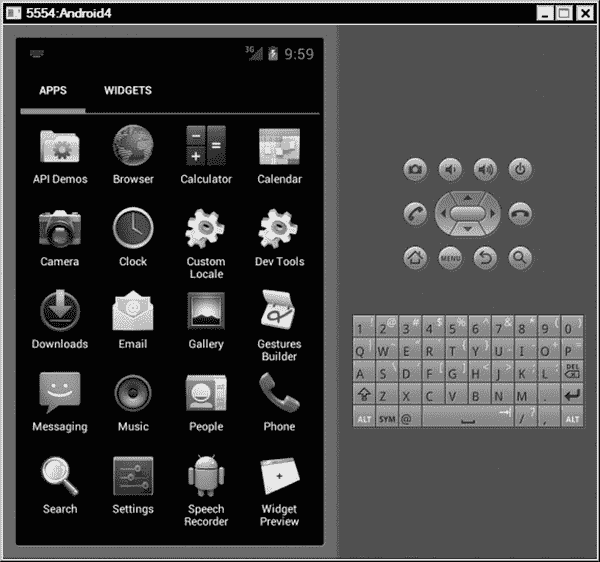 5554:Android4
3G 9:59
APPS WIDGETS
API Demos Browser Calculator Calendar
Camera Clock Custom Locale Dev Tools
Downloads Email Gallery Gestures Builder
Messaging Music People Phone
Search Settings Speech Recorder Widget Preview
MENU
1 ! 2 @ 3 # 4 $ 5 % 6 ^ 7 & 8 * 9 ( 0 )
Q | W ~ E " R ` T { Y } U _ I - O + P =
A S \ D F [ G ] H < J > K ; L : DEL
Z X C V B N M .
ALT SYM @ / ? , ALT